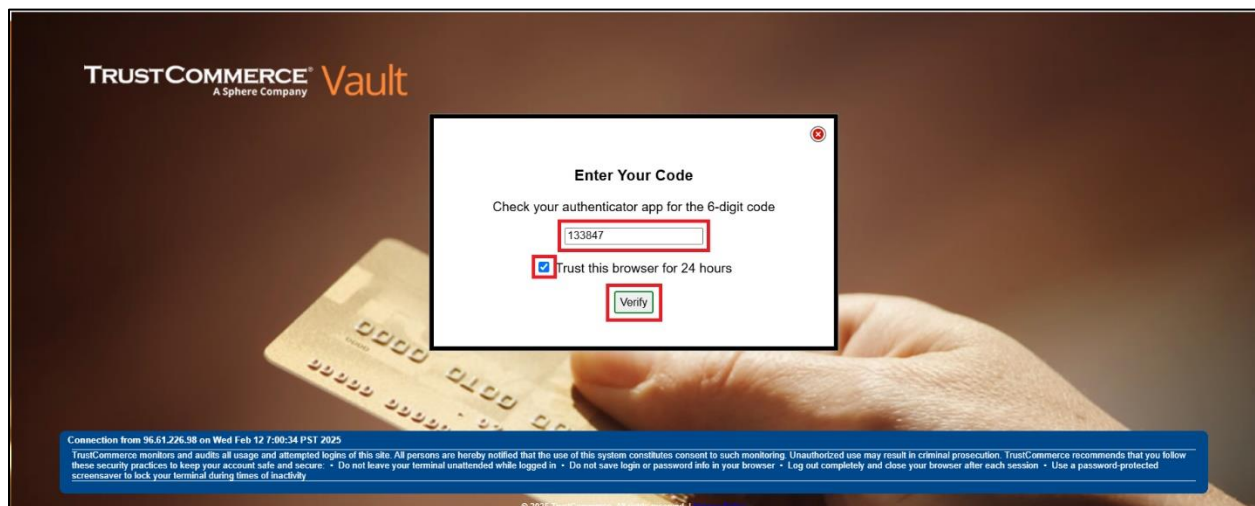 TRUSTCOMMERCE® Vault
A Sphere Company
Enter Your Code
Check your authenticator app for the 6-digit code
133847
Trust this browser for 24 hours
Verify
Connection from 96.61.226.98 on Wed Feb 12 7:00:34 PST 2025
TrustCommerce monitors and audits all usage and attempted logins of this site. All persons are hereby notified that the use of this system constitutes consent to such monitoring. Unauthorized use may result in criminal prosecution. TrustCommerce recommends that you follow
these security practices to keep your account safe and secure: • Do not leave your terminal unattended while logged in • Do not save login or password info in your browser • Log out completely and close your browser after each session • Use a password-protected
screensaver to lock your terminal during times of inactivity